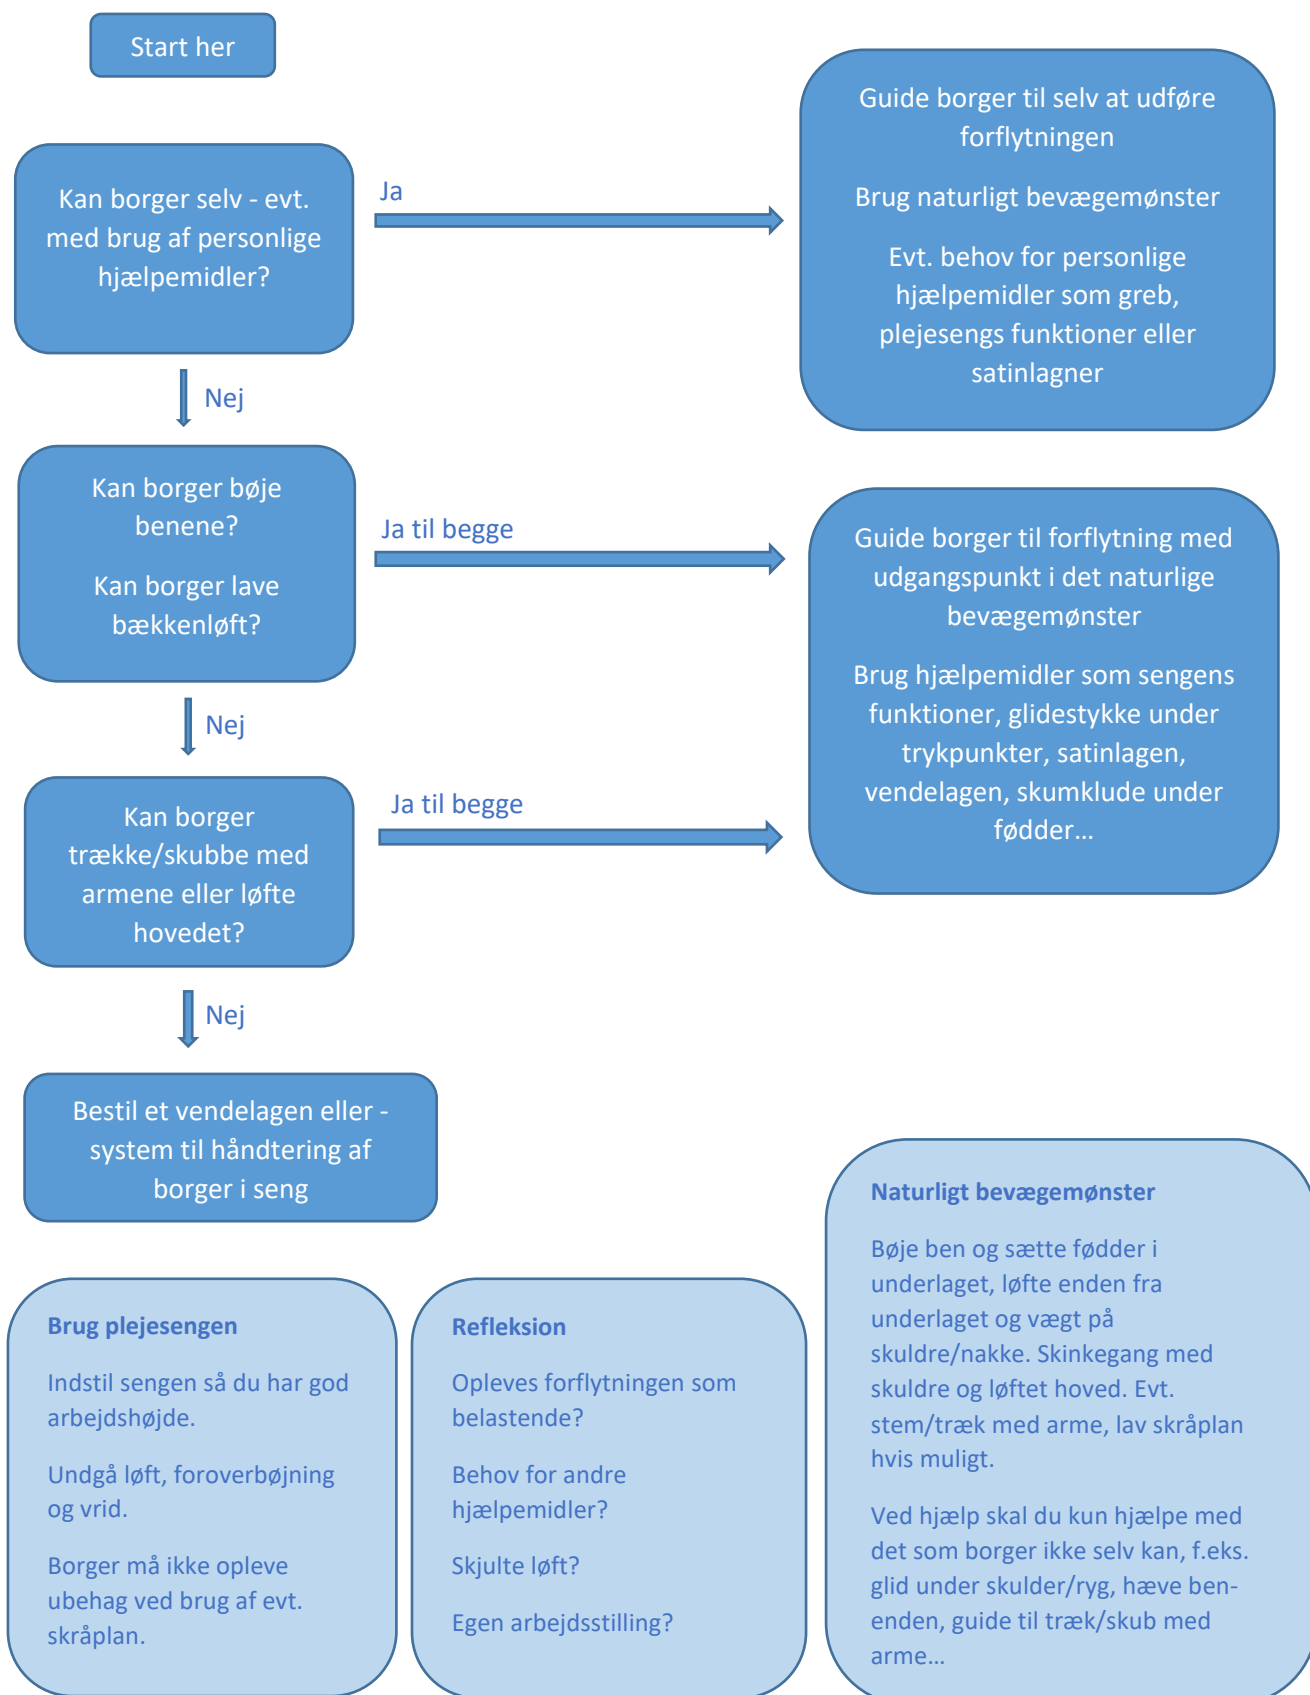 Start her
Kan borger selv - evt.
med brug af personlige
hjælpemidler?
Ja
Guide borger til selv at udføre
forflytningen
Brug naturligt bevægemønster
Evt. behov for personlige
hjælpemidler som greb,
plejesengs funktioner eller
satinlagner
Nej
Kan borger bøje
benene?
Kan borger lave
bækkenløft?
Ja til begge
Guide borger til forflytning med
udgangspunkt i det naturlige
bevægemønster
Brug hjælpemidler som sengens
funktioner, glidestykke under
trykpunkter, satinlagen,
vendelagen, skumklude under
fødder…
Nej
Kan borger
trække/skubbe med
armene eller løfte
hovedet?
Ja til begge
Nej
Bestil et vendelagen eller -
system til håndtering af
borger i seng
Brug plejesengen
Indstil sengen så du har god
arbejdshøjde.
Undgå løft, foroverbøjning
og vrid.
Borger må ikke opleve
ubehag ved brug af evt.
skråplan.
Refleksion
Opleves forflytningen som
belastende?
Behov for andre
hjælpemidler?
Skjulte løft?
Egen arbejdsstilling?
Naturligt bevægemønster
Bøje ben og sætte fødder i
underlaget, løfte enden fra
underlaget og vægt på
skuldre/nakke. Skinkegang med
skuldre og løftet hoved. Evt.
stem/træk med arme, lav skråplan
hvis muligt.
Ved hjælp skal du kun hjælpe med
det som borger ikke selv kan, f.eks.
glid under skulder/ryg, hæve ben-
enden, guide til træk/skub med
arme…